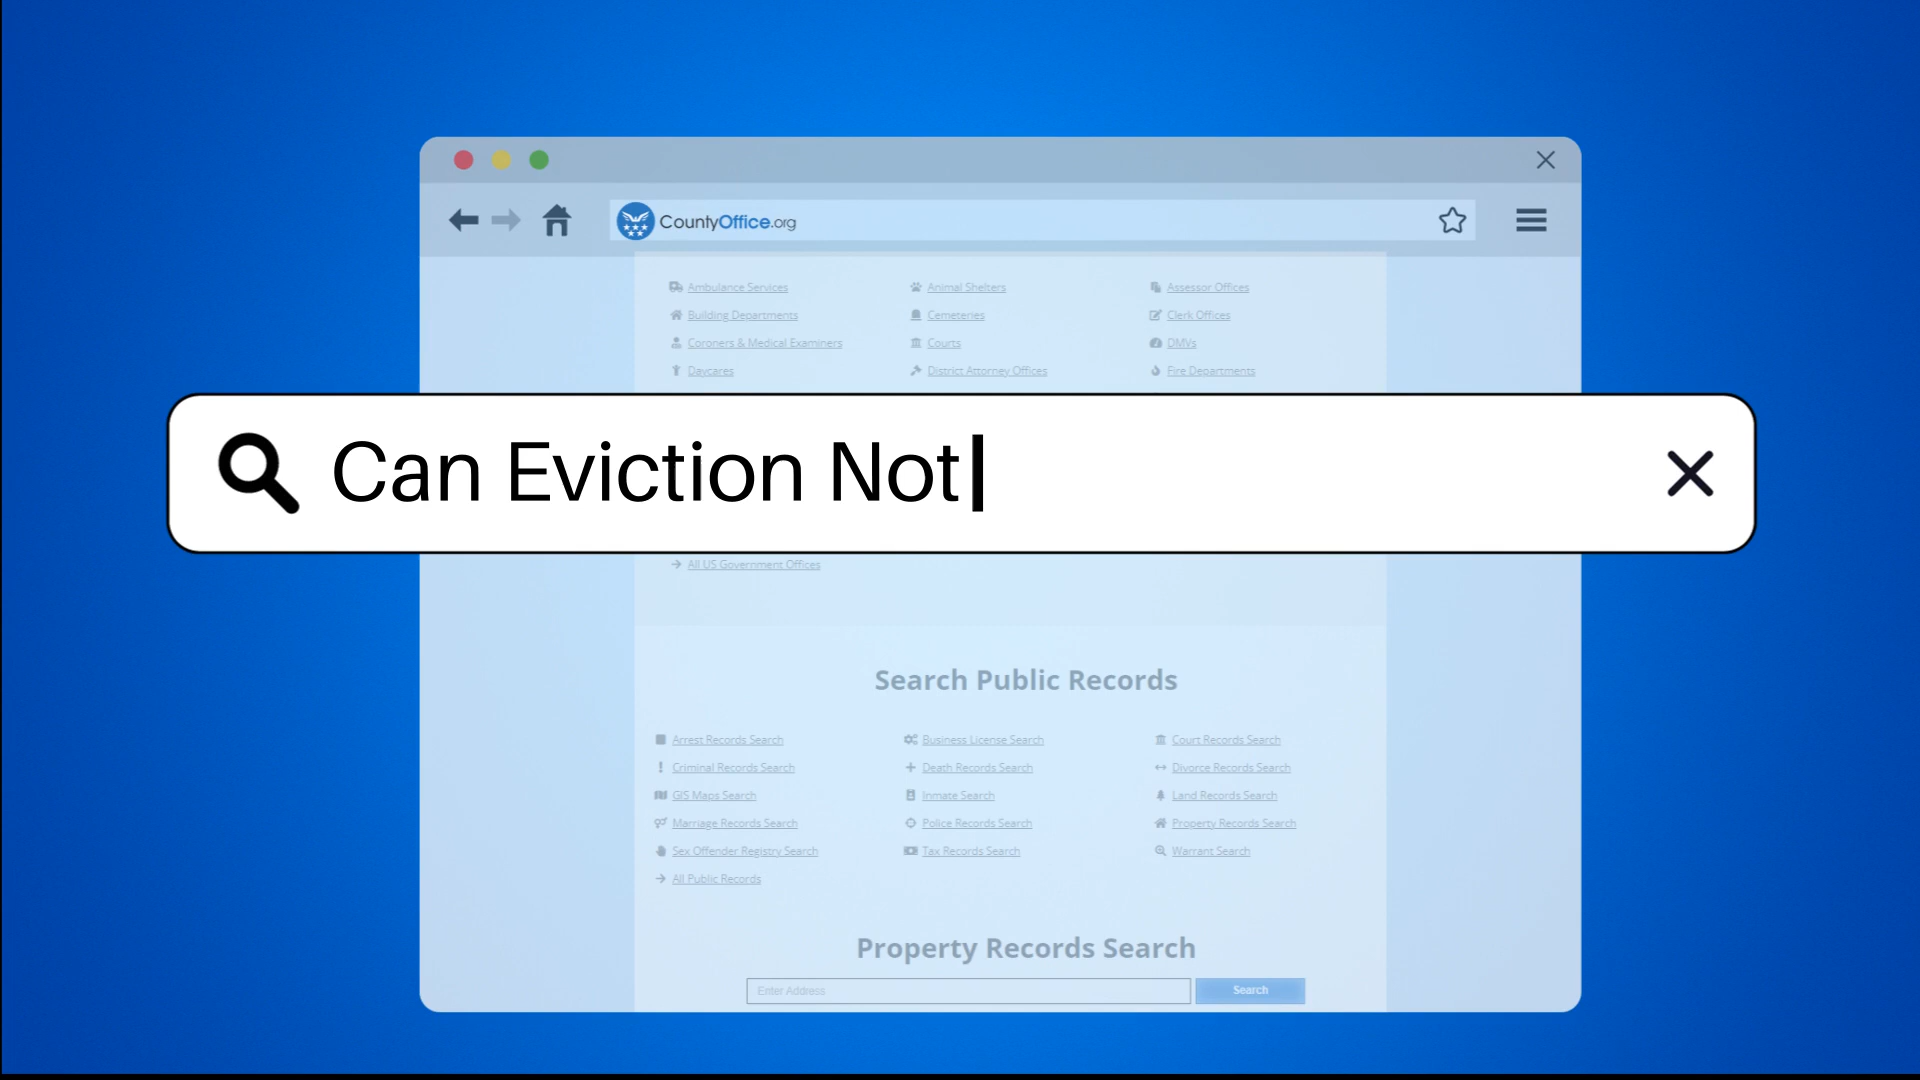 CountyOffice.org
Ambulance Services Animal Shelters Assessor Offices
Building Departments Cemeteries Clerk Offices
Coroners & Medical Examiners Courts DMVs
Daycares District Attorney Offices Fire Departments
Can Eviction Not
All US Government Offices
Search Public Records
Arrest Records Search Business License Search Court Records Search
Criminal Records Search Death Records Search Divorce Records Search
GIS Maps Search Inmate Search Land Records Search
Marriage Records Search Police Records Search Property Records Search
Sex Offender Registry Search Tax Records Search Warrant Search
All Public Records
Property Records Search
Enter Address Search